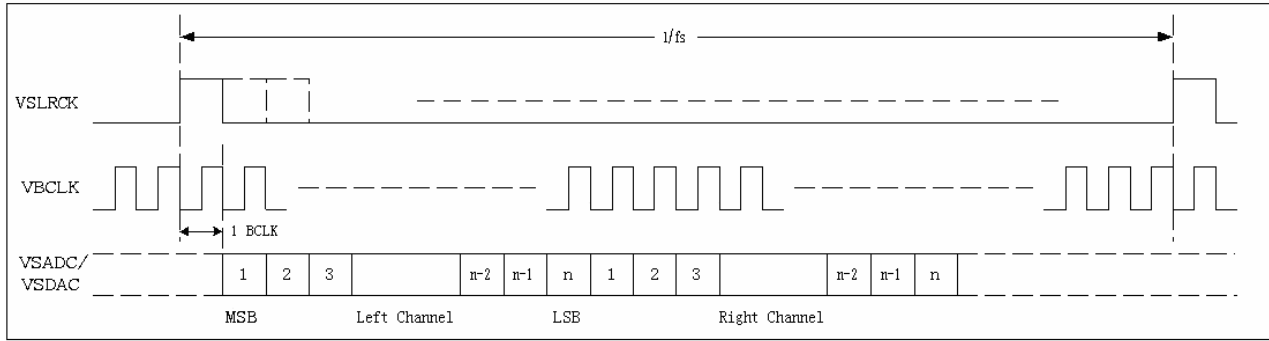 1/fs
VSLRCK
VBCLK
1 BCLK
VSADC/
VSDAC
1 2 3 n-2 n-1 n 1 2 3 n-2 n-1 n
MSB Left Channel LSB Right Channel